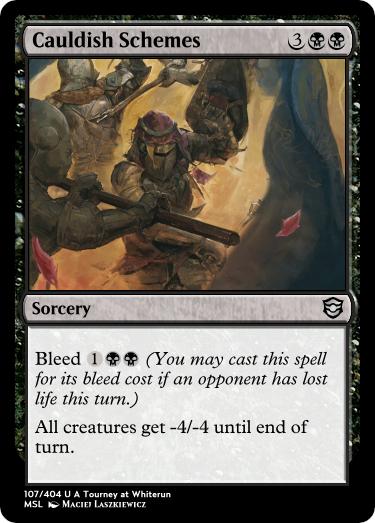 Cauldish Schemes 3
Sorcery
Bleed 1 (You may cast this spell
for its bleed cost if an opponent has lost
life this turn.)
All creatures get -4/-4 until end of
turn.
107/404 U A Tourney at Whiterun
MSL Maciej Laszkiewicz